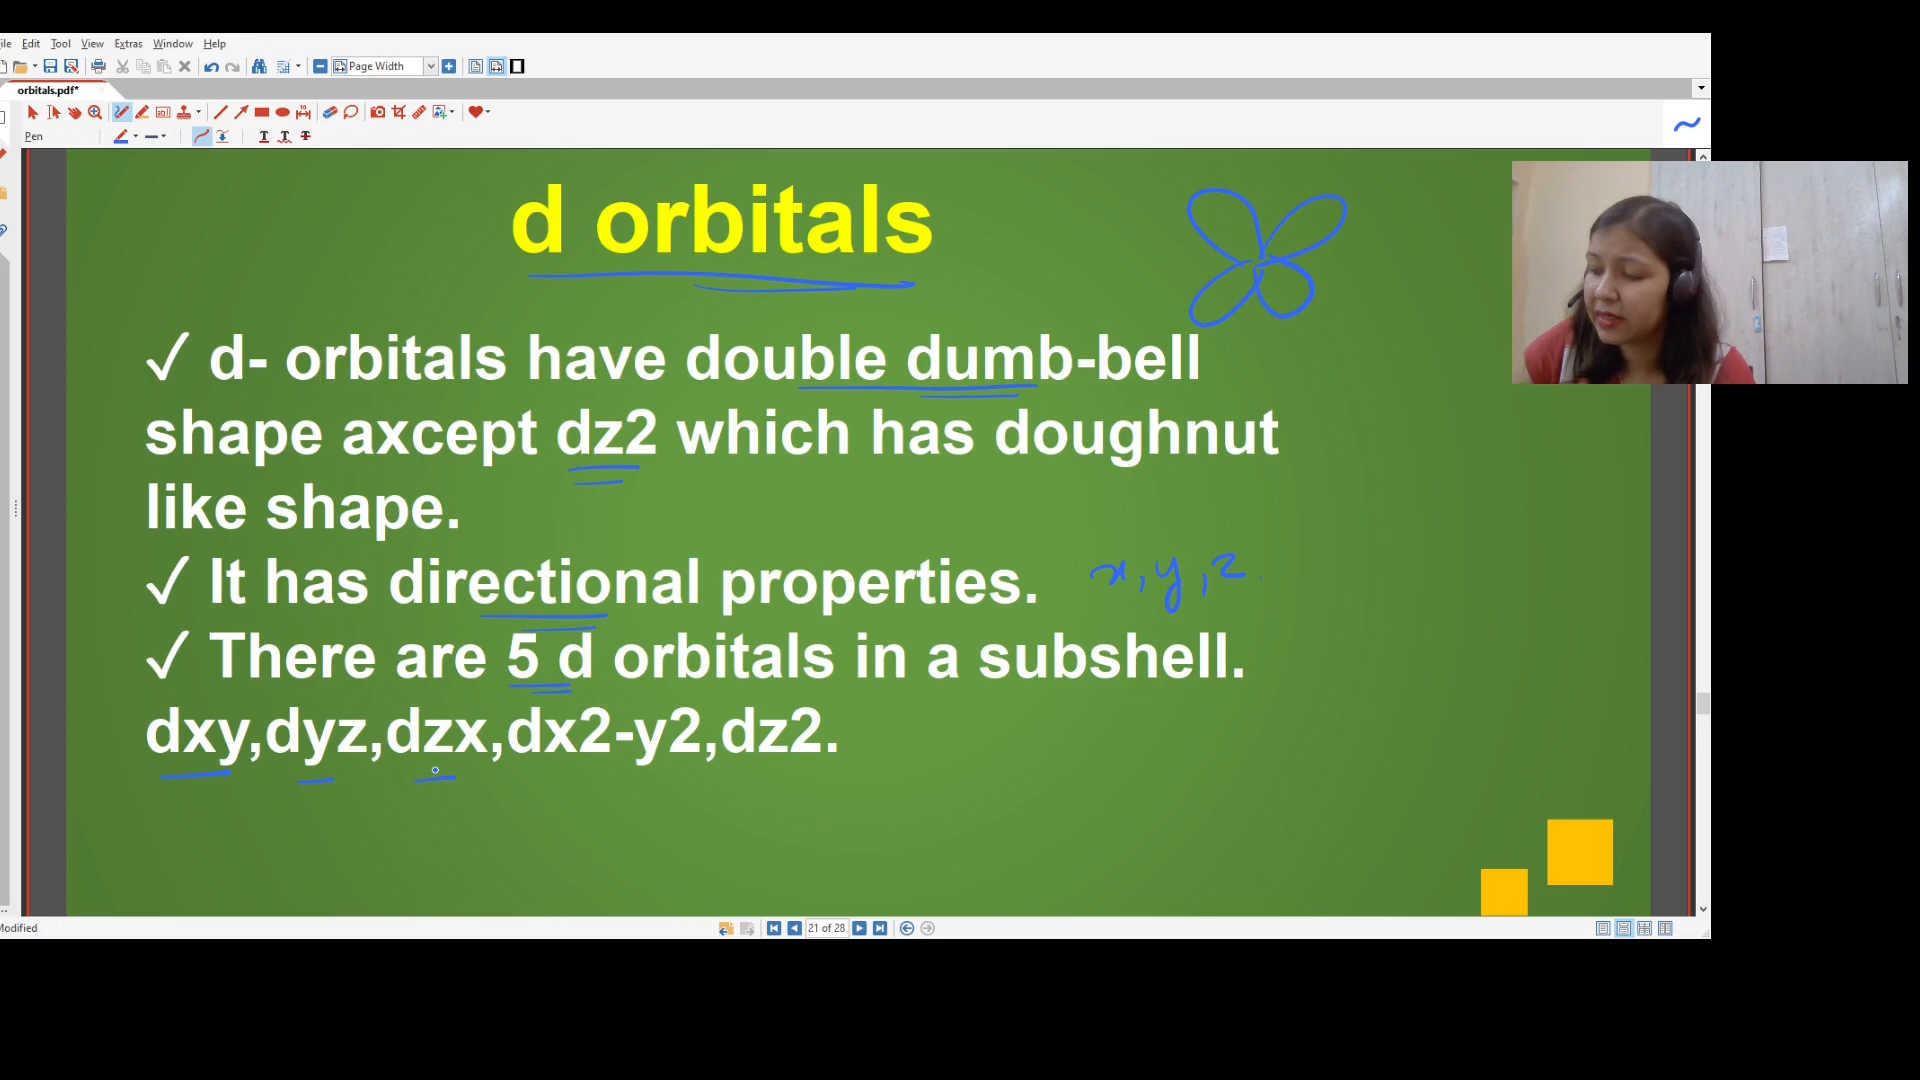 ile Edit Tool View Extras Window Help
Page Width
orbitals.pdf*
Pen
d orbitals
✓ d- orbitals have double dumb-bell
shape axcept dz2 which has doughnut
like shape.
✓ It has directional properties. x, y, z.
✓ There are 5 d orbitals in a subshell.
dxy,dyz,dzx,dx2-y2,dz2.
Modified 21 of 28